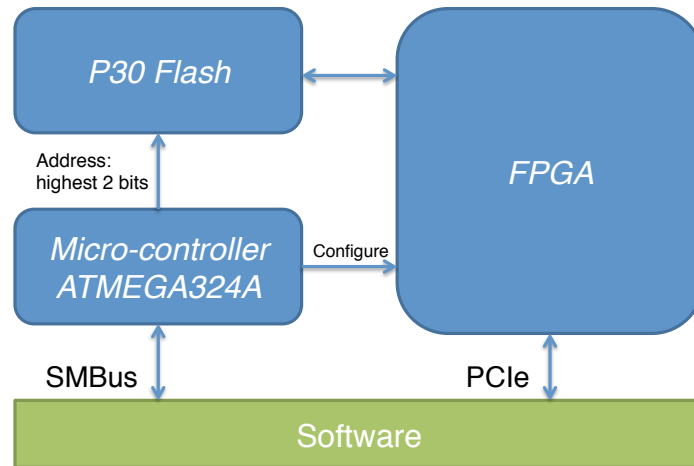 P30 Flash
FPGA
Address:
highest 2 bits
Micro-controller
ATMEGA324A
Configure
SMBus
PCIe
Software